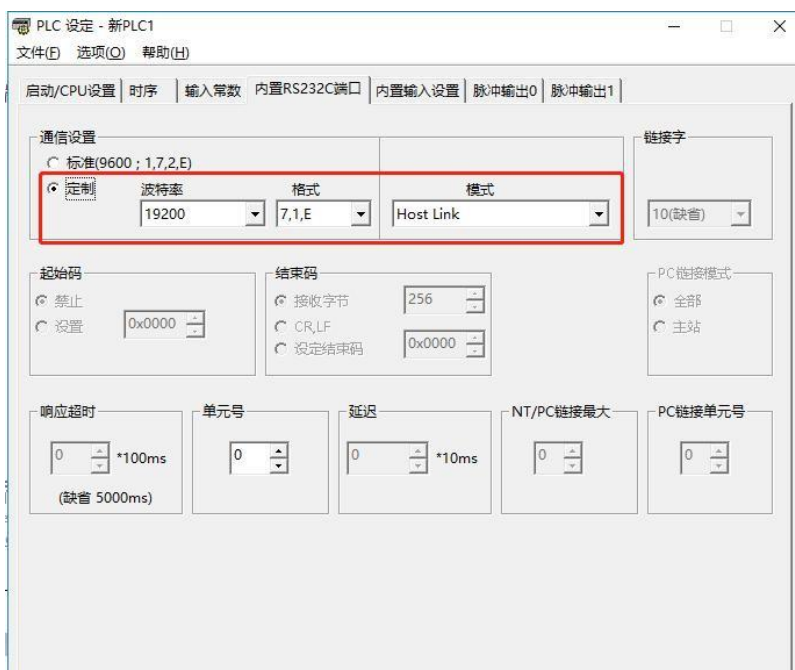 PLC 设定 - 新PLC1
文件(F) 选项(O) 帮助(H)
启动/CPU设置 时序 输入常数 内置RS232C端口 内置输入设置 脉冲输出0 脉冲输出1
通信设置 链接字
标准(9600 ; 1,7,2,E)
定制 波特率 格式 模式
19200 7,1,E Host Link 10(缺省)
起始码 结束码 PC链接模式
禁止 接收字节 256 全部
设置 0x0000 CR,LF 主站
设定结束码 0x0000
响应超时 单元号 延迟 NT/PC链接最大 PC链接单元号
0 *100ms 0 0 *10ms 0 0
(缺省 5000ms)